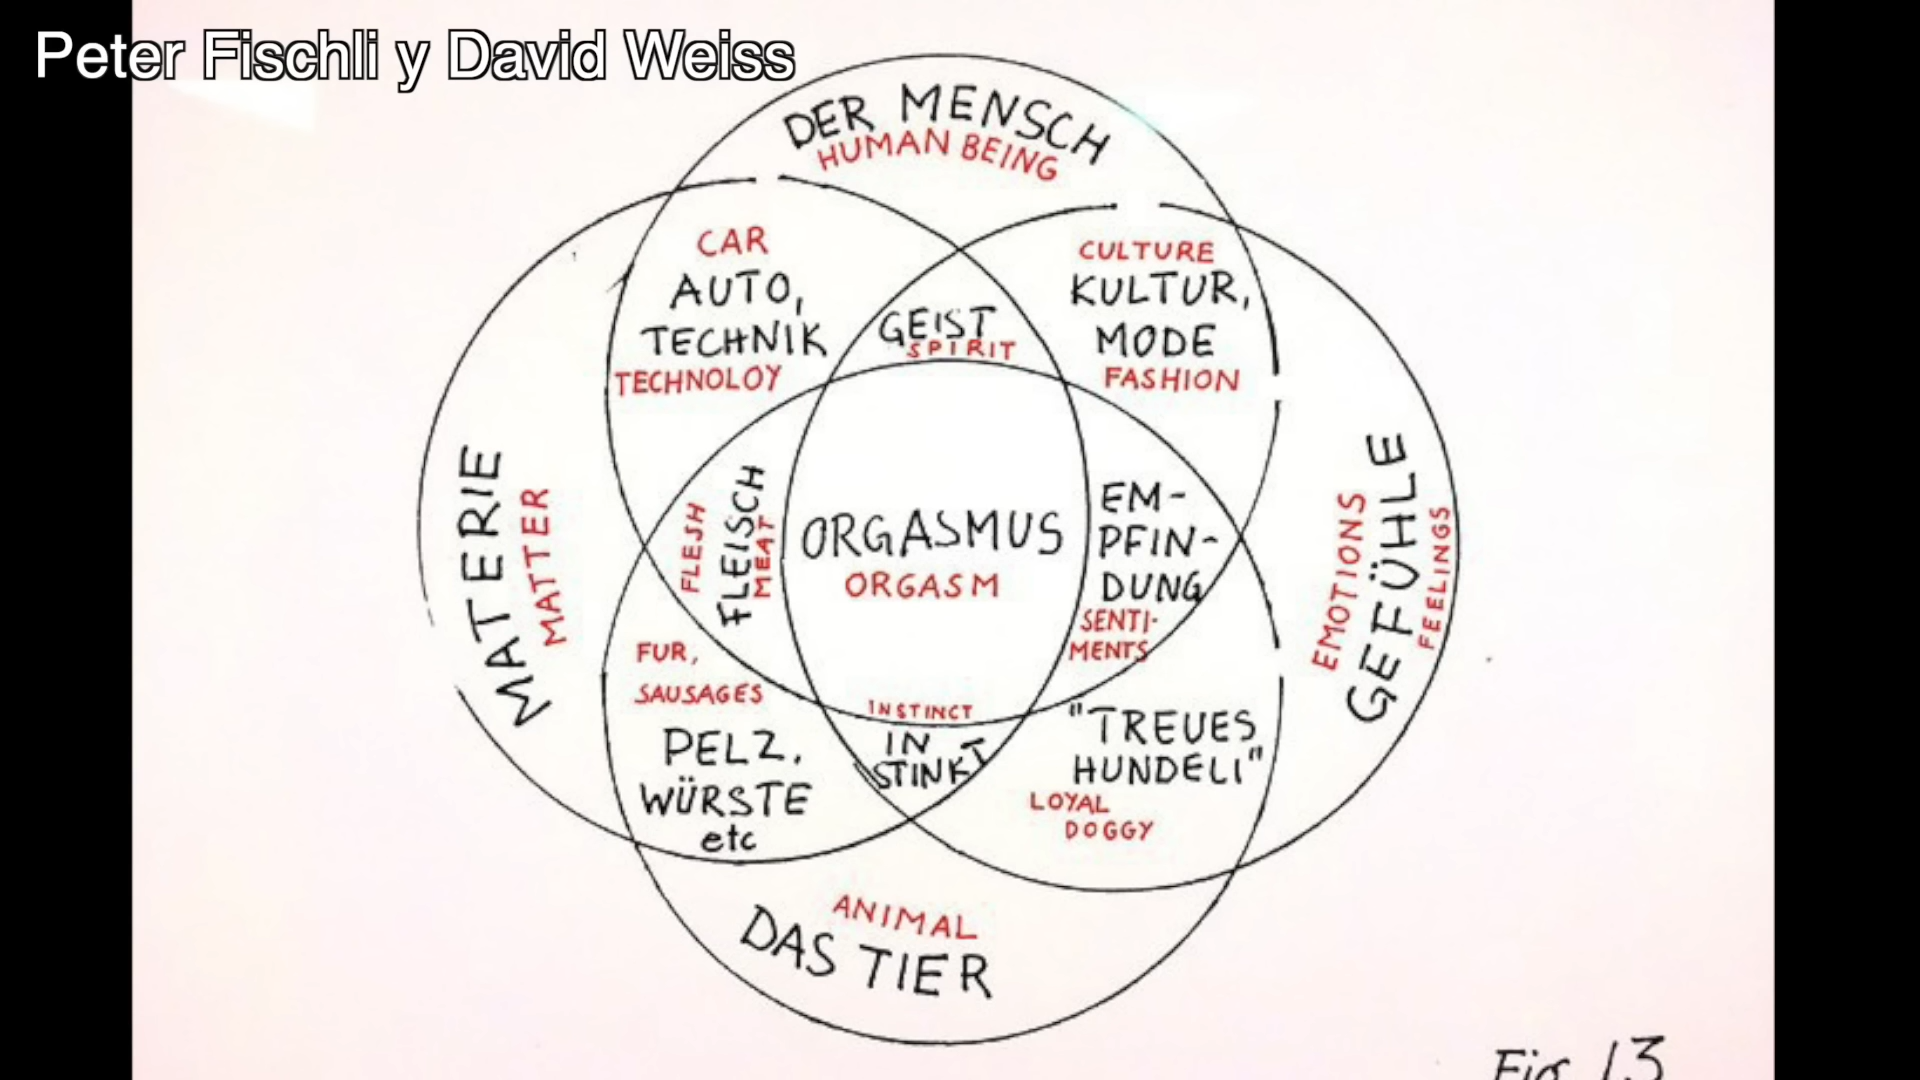 Peter Fischli y David Weiss
DER MENSCH
HUMAN BEING
CAR
AUTO,
TECHNIK
TECHNOLOY
GEIST
SPIRIT
CULTURE
KULTUR,
MODE
FASHION
MATERIE
MATTER
FLESH
FLEISCH
MEAT
ORGASMUS
ORGASM
EM-
PFIN-
DUNG
SENTI-
MENTS
EMOTIONS
GEFÜHLE
FEELINGS
FUR,
SAUSAGES
PELZ,
WÜRSTE
etc
INSTINCT
IN
STINKT
"TREUES
HUNDELI"
LOYAL
DOGGY
ANIMAL
DAS TIER
Fig. 13